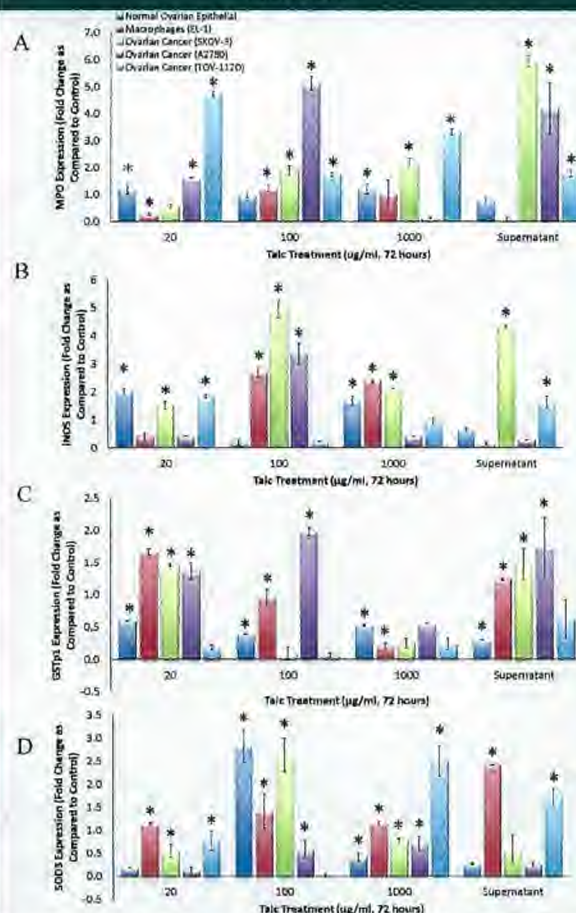 Normal Ovarian Epithelial
Macrophages (EL-1)
Ovarian Cancer (SKOV-3)
Ovarian Cancer (A2780)
Ovarian Cancer (TOV-112D)
A
MPO Expression (Fold Change as
Compared to Control)
7.0
6.0
5.0
4.0
3.0
2.0
1.0
0.0
* * * * * * * * * * * * * *
20 100 1000 Supernatant
Talc Treatment (ug/ml, 72 hours)
B
iNOS Expression (Fold Change as
Compared to Control)
6
5
4
3
2
1
0
* * * * * * * * * * *
20 100 1000 Supernatant
Talc Treatment (µg/ml, 72 hours)
C
GSTp1 Expression (Fold Change as
Compared to Control)
2.5
2.0
1.5
1.0
0.5
0.0
-0.5
* * * * * * * * * * * * *
20 100 1000 Supernatant
Talc Treatment (µg/ml, 72 hours)
D
SOD3 Expression (Fold Change as
Compared to Control)
3.5
3.0
2.5
2.0
1.5
1.0
0.5
0.0
-0.5
* * * * * * * * * * * * * *
20 100 1000 Supernatant
Talc Treatment (µg/ml, 72 hours)